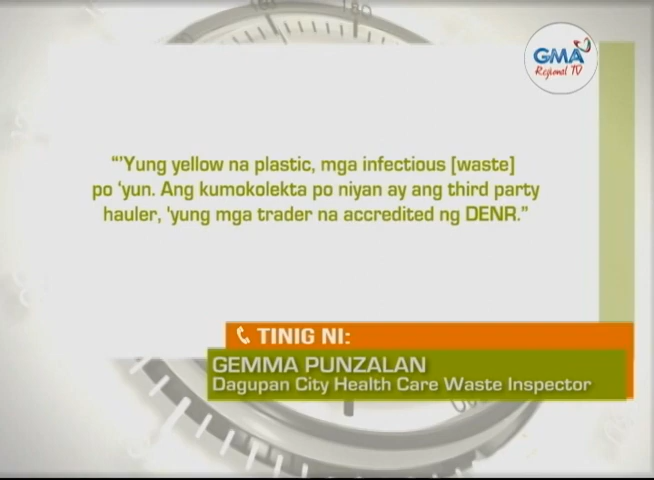 180
GMA
Regional TV
“’Yung yellow na plastic, mga infectious [waste]
po ‘yun. Ang kumokolekta po niyan ay ang third party
hauler, 'yung mga trader na accredited ng DENR.”
TINIG NI:
GEMMA PUNZALAN
Dagupan City Health Care Waste Inspector